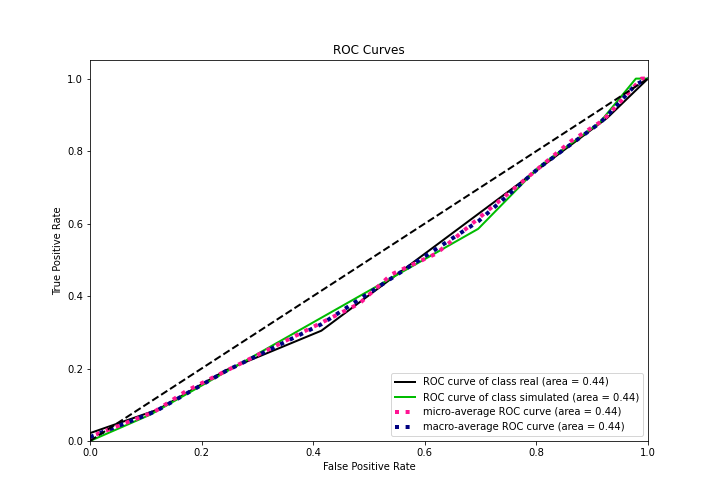 ROC Curves
True Positive Rate
1.0
0.8
0.6
0.4
0.2
0.0
ROC curve of class real (area = 0.44)
ROC curve of class simulated (area = 0.44)
micro-average ROC curve (area = 0.44)
macro-average ROC curve (area = 0.44)
0.0 0.2 0.4 0.6 0.8 1.0
False Positive Rate